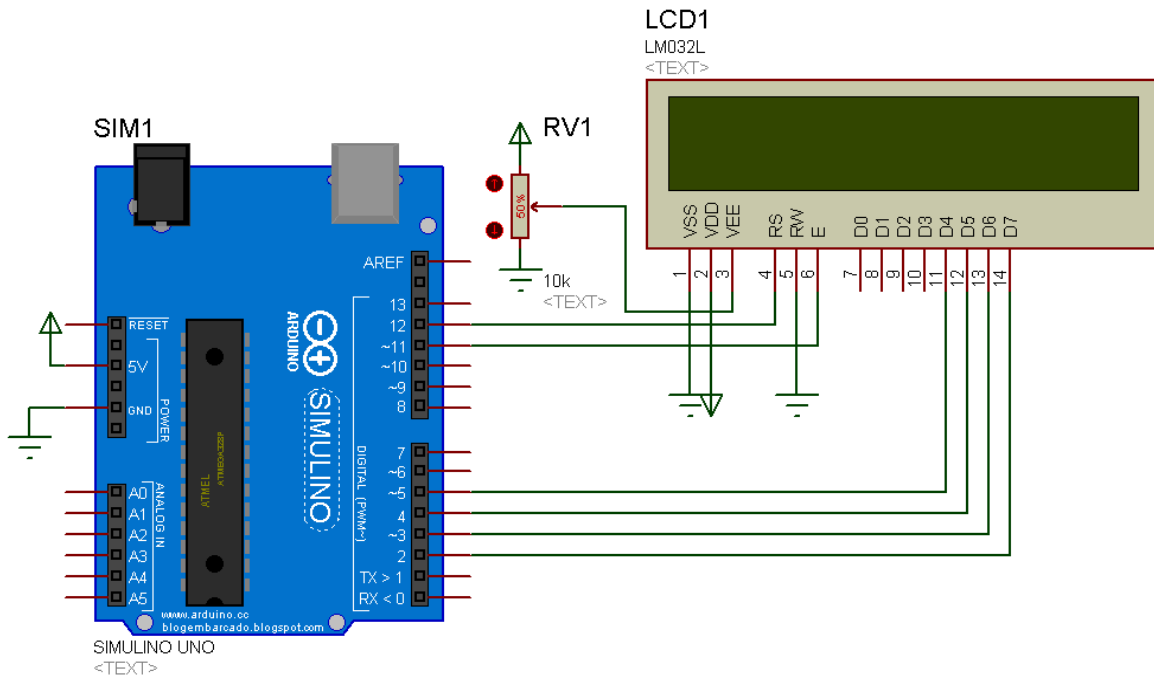 LCD1
LM032L
<TEXT>
SIM1
RV1
50%
10k
<TEXT>
VSS
VDD
VEE
RS
RW
E
D0
D1
D2
D3
D4
D5
D6
D7
1
2
3
4
5
6
7
8
9
10
11
12
13
14
AREF
13
12
~11
~10
~9
8
7
~6
~5
4
~3
2
TX > 1
RX < 0
DIGITAL (PWM~)
RESET
5V
GND
POWER
A0
A1
A2
A3
A4
A5
ANALOG IN
ATMEL
ATMEGA328P
ARDUINO
SIMULINO
www.arduino.cc
blogembarcado.blogspot.com
SIMULINO UNO
<TEXT>